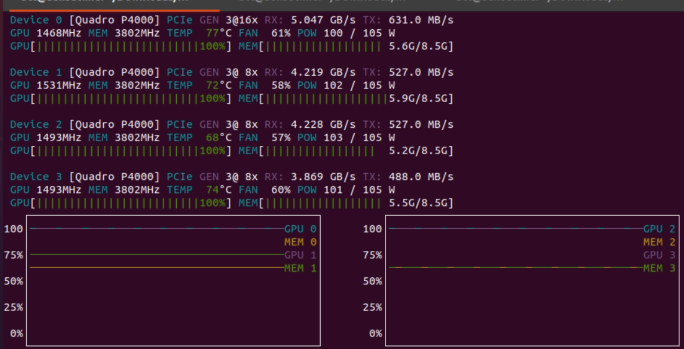 Device 0 [Quadro P4000] PCIe GEN 3@16x RX: 5.047 GB/s TX: 631.0 MB/s
GPU 1468MHz MEM 3802MHz TEMP 77°C FAN 61% POW 100 / 105 W
GPU[||||||||||||||||||||||||||100%] MEM[||||||||||||||||||| 5.6G/8.5G]
Device 1 [Quadro P4000] PCIe GEN 3@ 8x RX: 4.219 GB/s TX: 527.0 MB/s
GPU 1531MHz MEM 3802MHz TEMP 72°C FAN 58% POW 102 / 105 W
GPU[||||||||||||||||||||||||||100%] MEM[||||||||||||||||||||5.9G/8.5G]
Device 2 [Quadro P4000] PCIe GEN 3@ 8x RX: 4.228 GB/s TX: 527.0 MB/s
GPU 1493MHz MEM 3802MHz TEMP 68°C FAN 57% POW 103 / 105 W
GPU[||||||||||||||||||||||||||100%] MEM[|||||||||||||||||| 5.2G/8.5G]
Device 3 [Quadro P4000] PCIe GEN 3@ 8x RX: 3.869 GB/s TX: 488.0 MB/s
GPU 1493MHz MEM 3802MHz TEMP 74°C FAN 60% POW 101 / 105 W
GPU[||||||||||||||||||||||||||100%] MEM[||||||||||||||||||| 5.5G/8.5G]
100 GPU 0
MEM 0
75% GPU 1
MEM 1
50%
25%
0%
100 GPU 2
MEM 2
75% GPU 3
MEM 3
50%
25%
0%